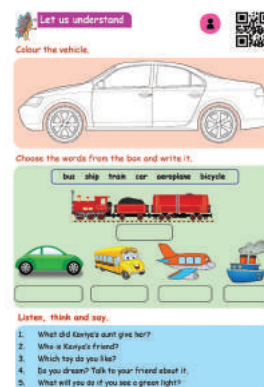 Let us understand
Colour the vehicle.
Choose the words from the box and write it.
bus ship train car aeroplane bicycle
Listen, think and say.
1. What did Kaviya's aunt give her?
2. Who is Kaviya's friend?
3. Which toy do you like?
4. Do you dream? Talk to your friend about it.
5. What will you do if you see a green light?